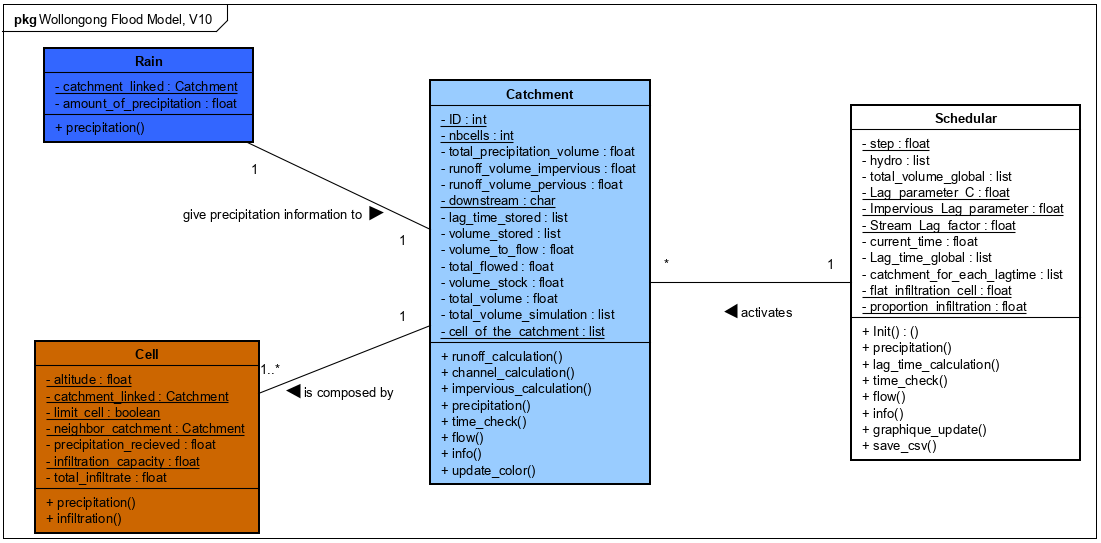 pkg Wollongong Flood Model, V10
Rain
- catchment_linked : Catchment
- amount_of_precipitation : float
+ precipitation()
1
give precipitation information to
1
Catchment
- ID : int
- nbcells : int
- total_precipitation_volume : float
- runoff_volume_impervious : float
- runoff_volume_pervious : float
- downstream : char
- lag_time_stored : list
- volume_stored : list
- volume_to_flow : float
- total_flowed : float
- volume_stock : float
- total_volume : float
- total_volume_simulation : list
- cell_of_the_catchment : list
+ runoff_calculation()
+ channel_calculation()
+ impervious_calculation()
+ precipitation()
+ time_check()
+ flow()
+ info()
+ update_color()
1
1..*
is composed by
Cell
- altitude : float
- catchment_linked : Catchment
- limit_cell : boolean
- neighbor_catchment : Catchment
- precipitation_recieved : float
- infiltration_capacity : float
- total_infiltrate : float
+ precipitation()
+ infiltration()
*
1
activates
Schedular
- step : float
- hydro : list
- total_volume_global : list
- Lag_parameter_C : float
- Impervious_Lag_parameter : float
- Stream_Lag_factor : float
- current_time : float
- Lag_time_global : list
- catchment_for_each_lagtime : list
- flat_infiltration_cell : float
- proportion_infiltration : float
+ Init() : ()
+ precipitation()
+ lag_time_calculation()
+ time_check()
+ flow()
+ info()
+ graphique_update()
+ save_csv()